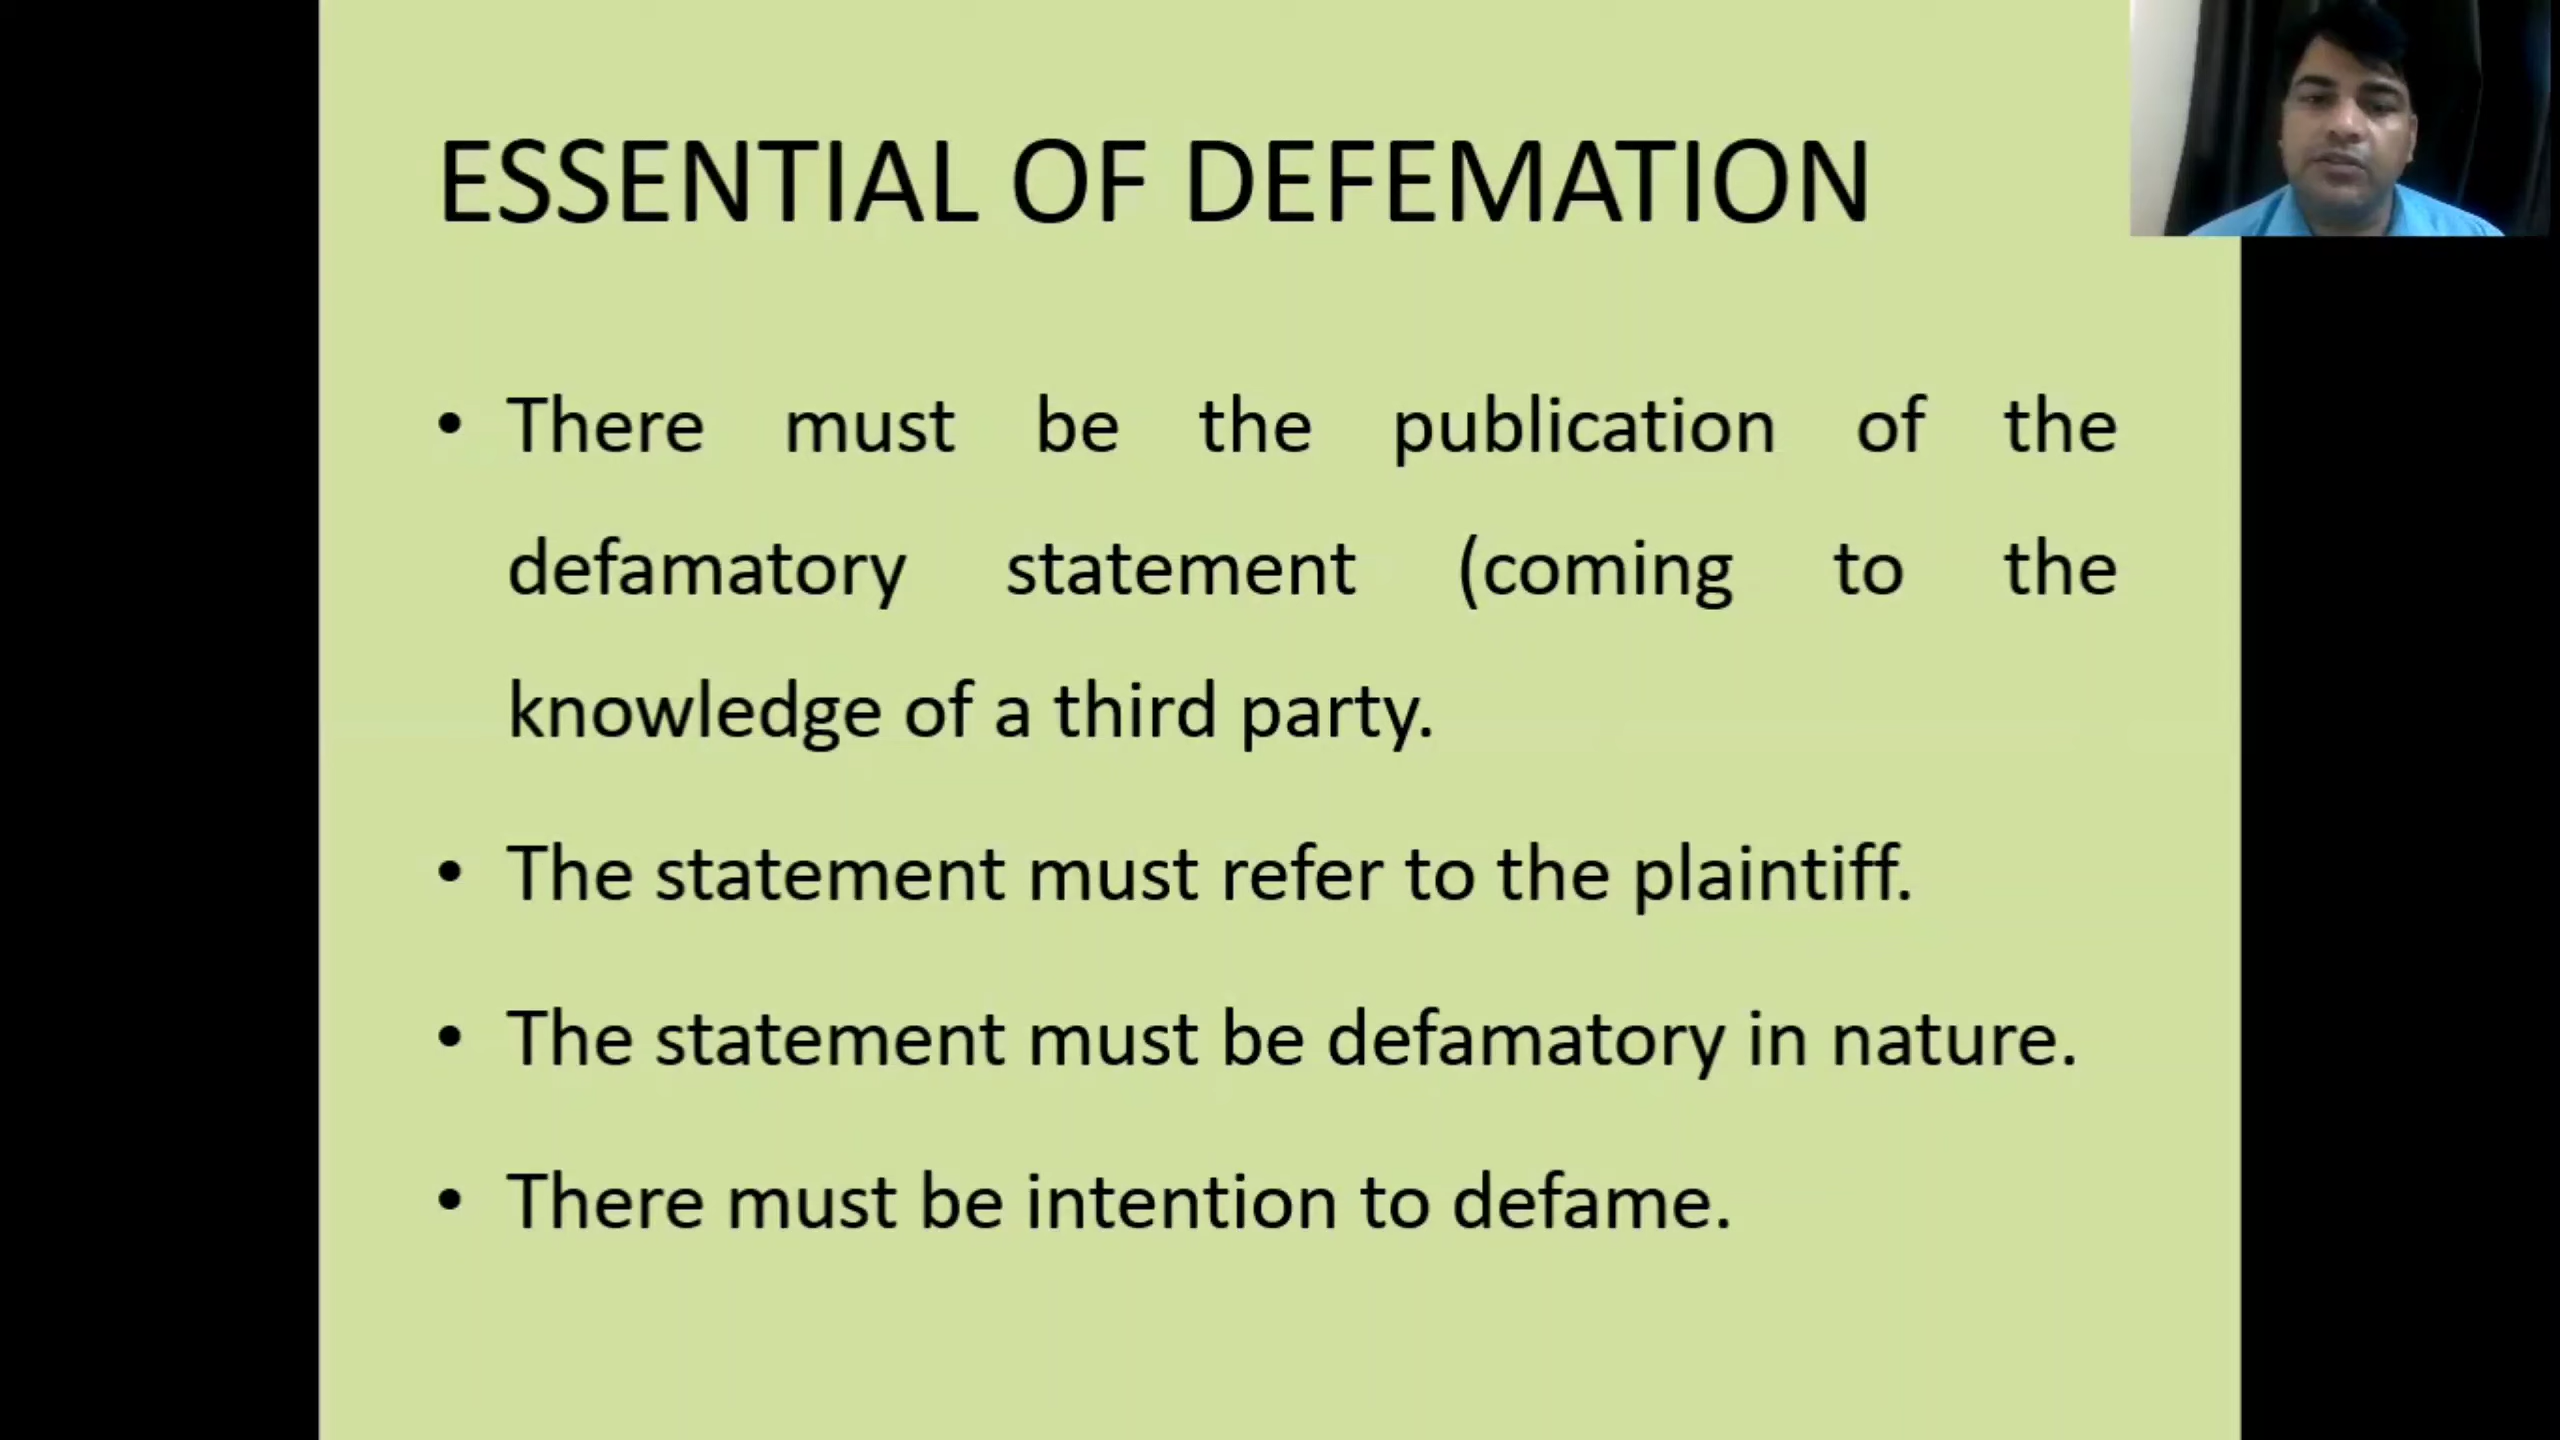 ESSENTIAL OF DEFEMATION
• There must be the publication of the
defamatory statement (coming to the
knowledge of a third party.
• The statement must refer to the plaintiff.
• The statement must be defamatory in nature.
• There must be intention to defame.